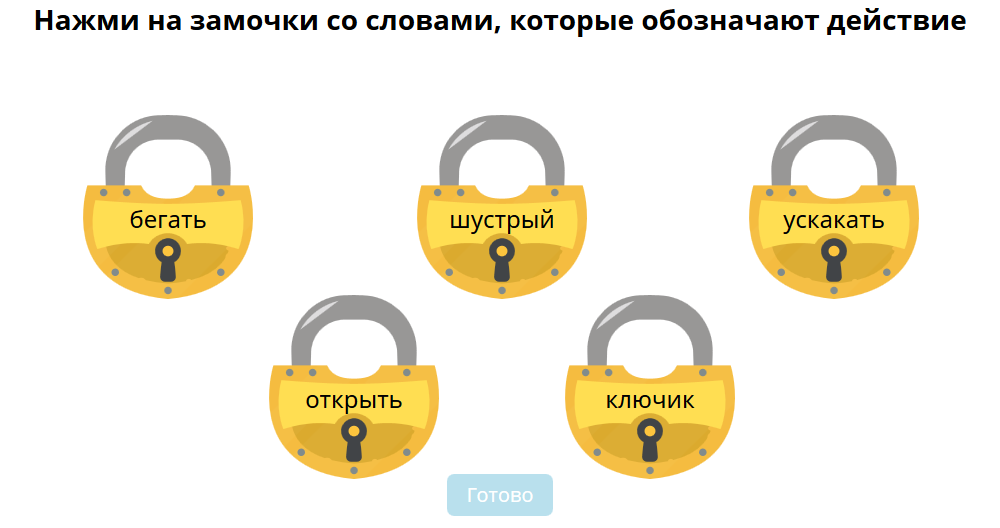 Нажми на замочки со словами, которые обозначают действие
бегать
шустрый
ускакать
открыть
ключик
Готово